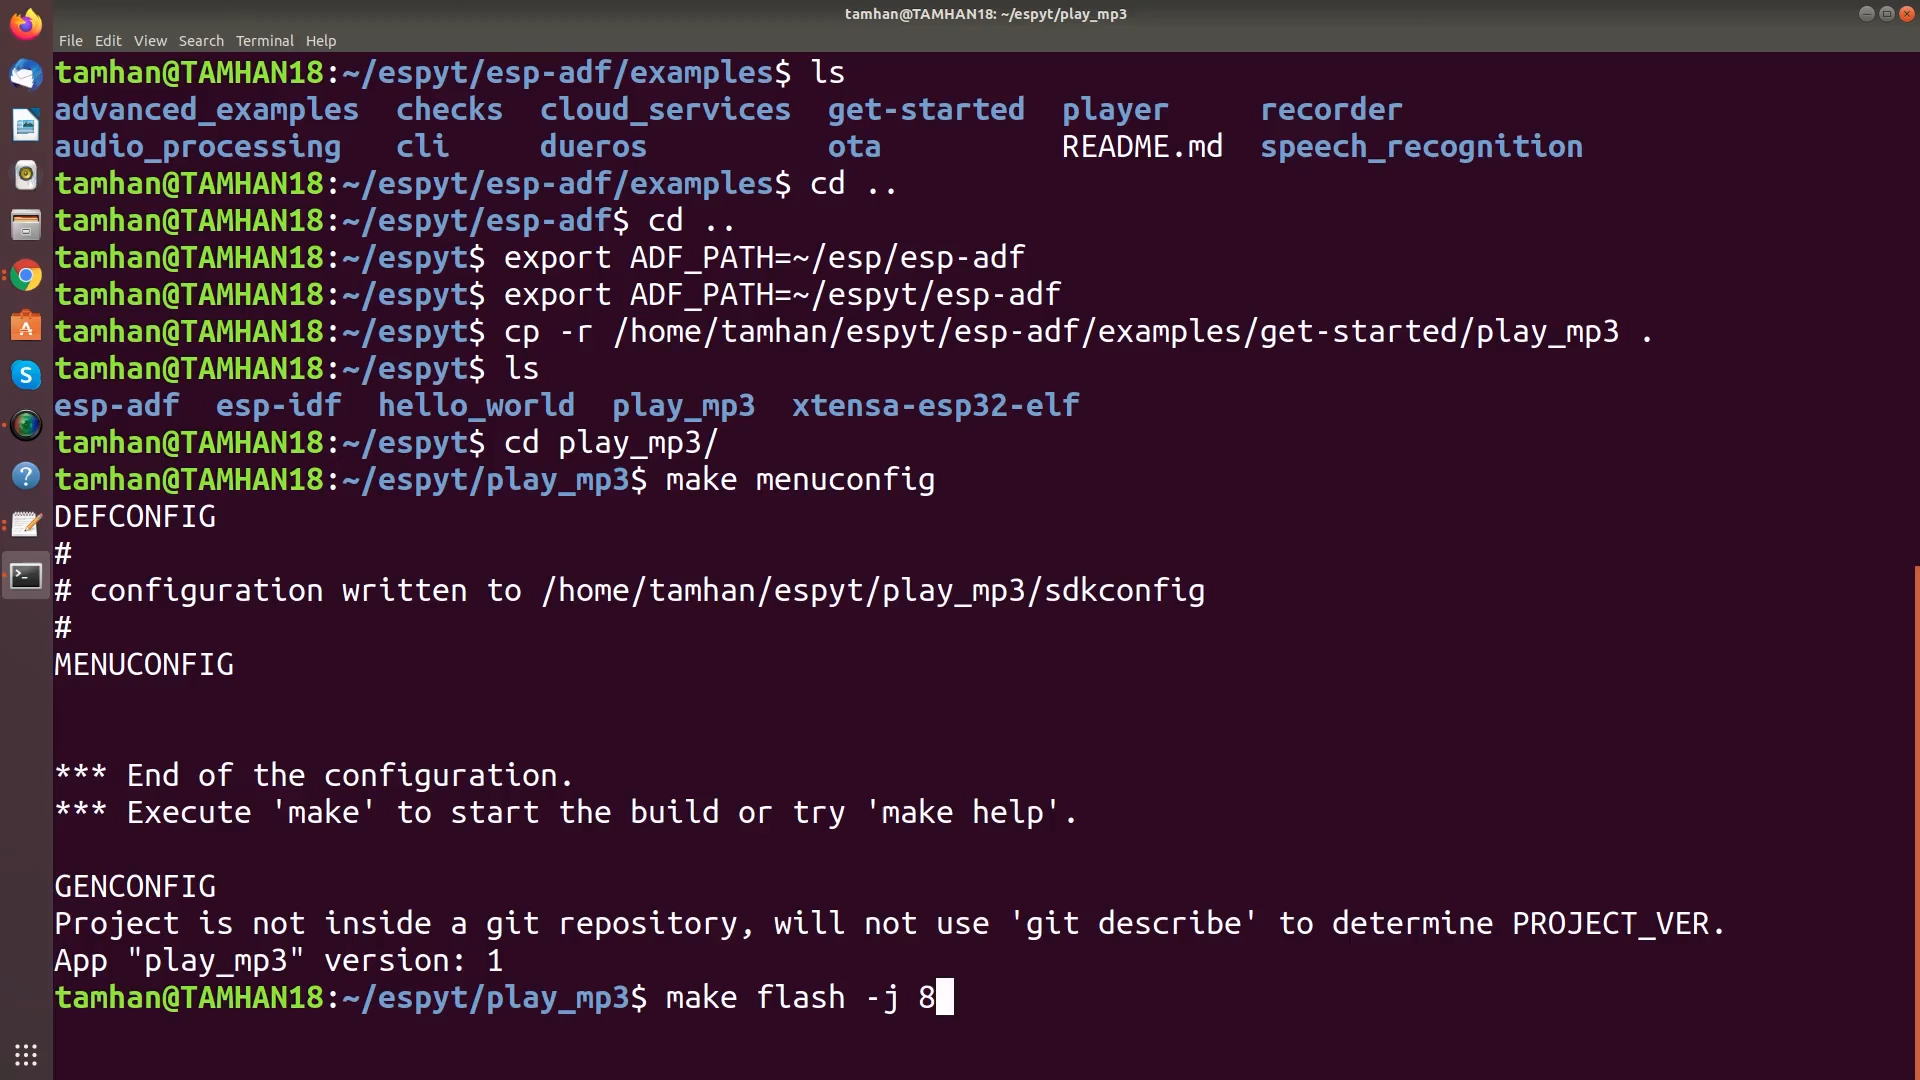 tamhan@TAMHAN18: ~/espyt/play_mp3
File Edit View Search Terminal Help
tamhan@TAMHAN18:~/espyt/esp-adf/examples$ ls
advanced_examples checks cloud_services get-started player recorder
audio_processing cli dueros ota README.md speech_recognition
tamhan@TAMHAN18:~/espyt/esp-adf/examples$ cd ..
tamhan@TAMHAN18:~/espyt/esp-adf$ cd ..
tamhan@TAMHAN18:~/espyt$ export ADF_PATH=~/esp/esp-adf
tamhan@TAMHAN18:~/espyt$ export ADF_PATH=~/espyt/esp-adf
tamhan@TAMHAN18:~/espyt$ cp -r /home/tamhan/espyt/esp-adf/examples/get-started/play_mp3 .
tamhan@TAMHAN18:~/espyt$ ls
esp-adf esp-idf hello_world play_mp3 xtensa-esp32-elf
tamhan@TAMHAN18:~/espyt$ cd play_mp3/
tamhan@TAMHAN18:~/espyt/play_mp3$ make menuconfig
DEFCONFIG
#
# configuration written to /home/tamhan/espyt/play_mp3/sdkconfig
#
MENUCONFIG
*** End of the configuration.
*** Execute 'make' to start the build or try 'make help'.
GENCONFIG
Project is not inside a git repository, will not use 'git describe' to determine PROJECT_VER.
App "play_mp3" version: 1
tamhan@TAMHAN18:~/espyt/play_mp3$ make flash -j 8